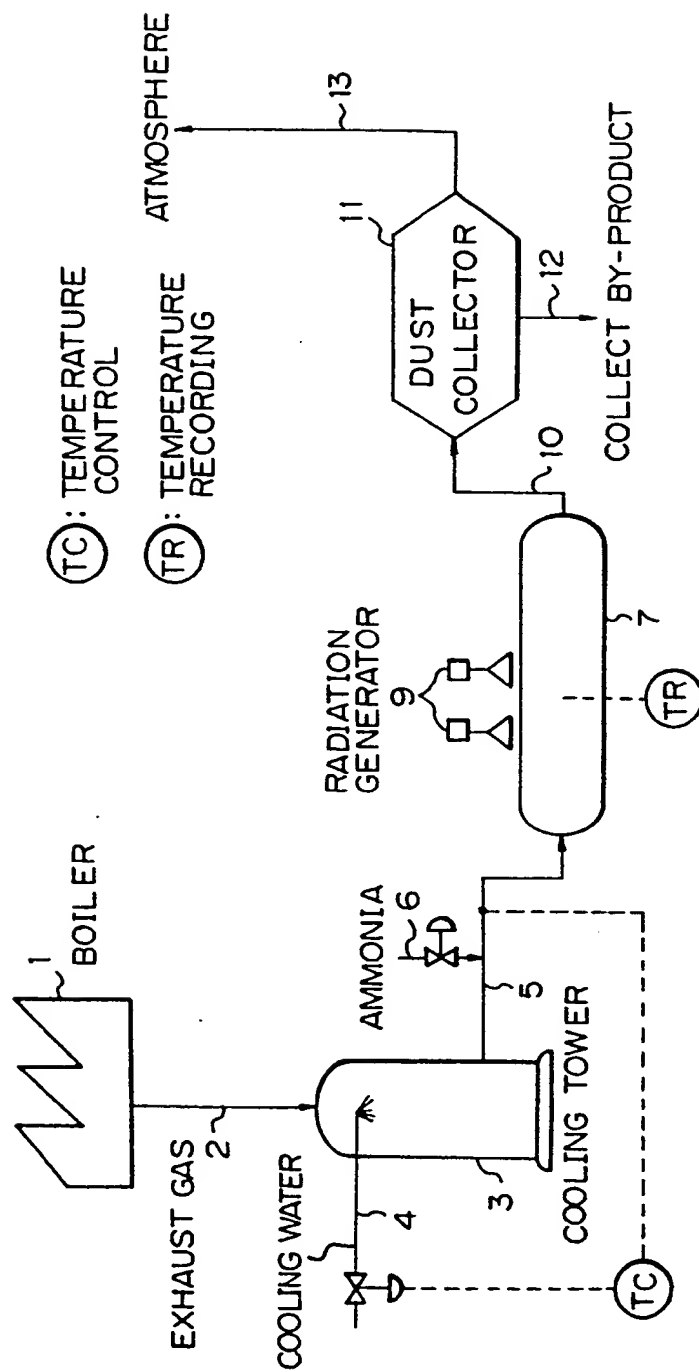 1
BOILER
EXHAUST GAS
2
COOLING WATER
4
3
COOLING TOWER
TC
AMMONIA
6
5
RADIATION
GENERATOR
9
7
TR
10
DUST
COLLECTOR
11
12
COLLECT BY-PRODUCT
13
ATMOSPHERE
TC : TEMPERATURE
CONTROL
TR : TEMPERATURE
RECORDING